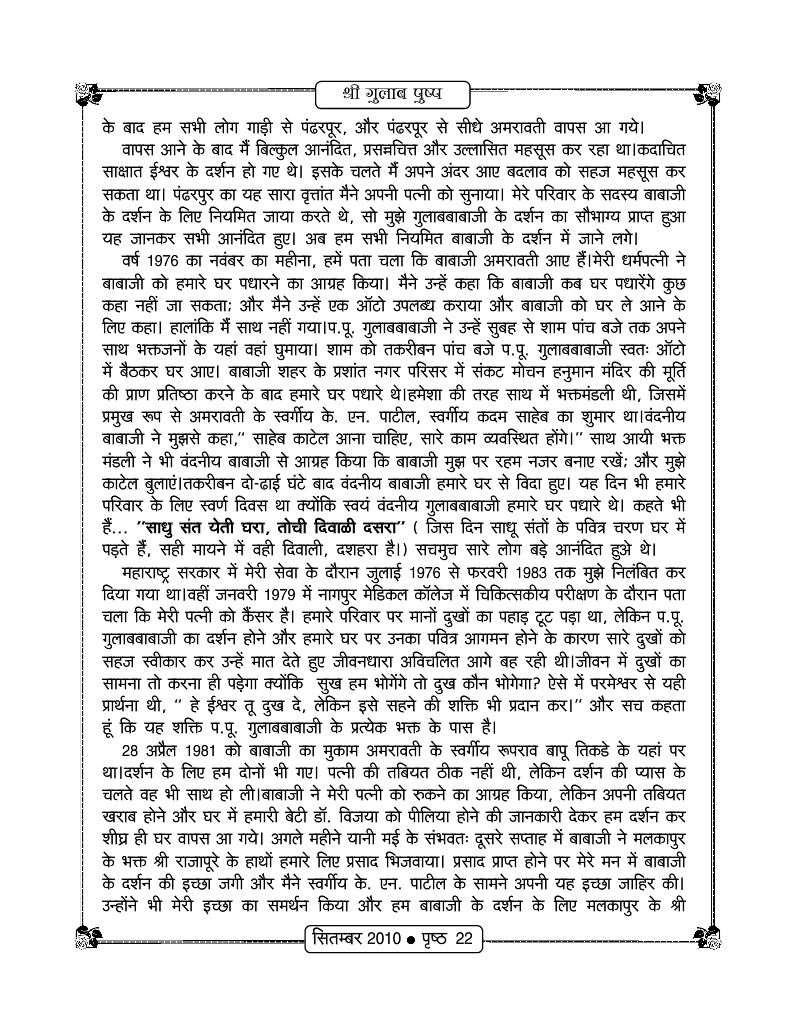 श्री गुलाब पुष्प
के बाद हम सभी लोग गाड़ी से पंढरपूर, और पंढरपूर से सीधे अमरावती वापस आ गये।
वापस आने के बाद मैं बिल्कुल आनंदित, प्रसन्नचित्त और उल्लासित महसूस कर रहा था।कदाचित
साक्षात ईश्वर के दर्शन हो गए थे। इसके चलते मैं अपने अंदर आए बदलाव को सहज महसूस कर
सकता था। पंढरपुर का यह सारा वृत्तांत मैने अपनी पत्नी को सुनाया। मेरे परिवार के सदस्य बाबाजी
के दर्शन के लिए नियमित जाया करते थे, सो मुझे गुलाबबाबाजी के दर्शन का सौभाग्य प्राप्त हुआ
यह जानकर सभी आनंदित हुए। अब हम सभी नियमित बाबाजी के दर्शन में जाने लगे।
वर्ष 1976 का नवंबर का महीना, हमें पता चला कि बाबाजी अमरावती आए हैं।मेरी धर्मपत्नी ने
बाबाजी को हमारे घर पधारने का आग्रह किया। मैने उन्हें कहा कि बाबाजी कब घर पधारेंगे कुछ
कहा नहीं जा सकता; और मैने उन्हें एक ऑटो उपलब्ध कराया और बाबाजी को घर ले आने के
लिए कहा। हालांकि मैं साथ नहीं गया।प.पू. गुलाबबाबाजी ने उन्हें सुबह से शाम पांच बजे तक अपने
साथ भक्तजनों के यहां वहां घुमाया। शाम को तकरीबन पांच बजे प.पू. गुलाबबाबाजी स्वतः ऑटो
में बैठकर घर आए। बाबाजी शहर के प्रशांत नगर परिसर में संकट मोचन हनुमान मंदिर की मूर्ति
की प्राण प्रतिष्ठा करने के बाद हमारे घर पधारे थे।हमेशा की तरह साथ में भक्तमंडली थी, जिसमें
प्रमुख रूप से अमरावती के स्वर्गीय के. एन. पाटील, स्वर्गीय कदम साहेब का शुमार था।वंदनीय
बाबाजी ने मुझसे कहा,‘‘ साहेब काटेल आना चाहिए, सारे काम व्यवस्थित होंगे।’’ साथ आयी भक्त
मंडली ने भी वंदनीय बाबाजी से आग्रह किया कि बाबाजी मुझ पर रहम नजर बनाए रखें; और मुझे
काटेल बुलाएं।तकरीबन दो-ढाई घंटे बाद वंदनीय बाबाजी हमारे घर से विदा हुए। यह दिन भी हमारे
परिवार के लिए स्वर्ण दिवस था क्योंकि स्वयं वंदनीय गुलाबबाबाजी हमारे घर पधारे थे। कहते भी
हैं... ‘‘साधु संत येती घरा, तोची दिवाळी दसरा’’ ( जिस दिन साधू संतों के पवित्र चरण घर में
पड़ते हैं, सही मायने में वही दिवाली, दशहरा है।) सचमुच सारे लोग बड़े आनंदित हुअे थे।
महाराष्ट्र सरकार में मेरी सेवा के दौरान जुलाई 1976 से फरवरी 1983 तक मुझे निलंबित कर
दिया गया था।वहीं जनवरी 1979 में नागपुर मेडिकल कॉलेज में चिकित्सकीय परीक्षण के दौरान पता
चला कि मेरी पत्नी को कैंसर है। हमारे परिवार पर मानों दुखों का पहाड़ टूट पड़ा था, लेकिन प.पू.
गुलाबबाबाजी का दर्शन होने और हमारे घर पर उनका पवित्र आगमन होने के कारण सारे दुखों को
सहज स्वीकार कर उन्हें मात देते हुए जीवनधारा अविचलित आगे बह रही थी।जीवन में दुखों का
सामना तो करना ही पड़ेगा क्योंकि सुख हम भोगेंगे तो दुख कौन भोगेगा? ऐसे में परमेश्वर से यही
प्रार्थना थी, ‘‘ हे ईश्वर तू दुख दे, लेकिन इसे सहने की शक्ति भी प्रदान कर।’’ और सच कहता
हूं कि यह शक्ति प.पू. गुलाबबाबाजी के प्रत्येक भक्त के पास है।
28 अप्रैल 1981 को बाबाजी का मुकाम अमरावती के स्वर्गीय रूपराव बापू तिकडे के यहां पर
था।दर्शन के लिए हम दोनों भी गए। पत्नी की तबियत ठीक नहीं थी, लेकिन दर्शन की प्यास के
चलते वह भी साथ हो ली।बाबाजी ने मेरी पत्नी को रुकने का आग्रह किया, लेकिन अपनी तबियत
खराब होने और घर में हमारी बेटी डॉ. विजया को पीलिया होने की जानकारी देकर हम दर्शन कर
शीघ्र ही घर वापस आ गये। अगले महीने यानी मई के संभवतः दूसरे सप्ताह में बाबाजी ने मलकापुर
के भक्त श्री राजापूरे के हाथों हमारे लिए प्रसाद भिजवाया। प्रसाद प्राप्त होने पर मेरे मन में बाबाजी
के दर्शन की इच्छा जगी और मैने स्वर्गीय के. एन. पाटील के सामने अपनी यह इच्छा जाहिर की।
उन्होंने भी मेरी इच्छा का समर्थन किया और हम बाबाजी के दर्शन के लिए मलकापुर के श्री
सितम्बर 2010 ● पृष्ठ 22